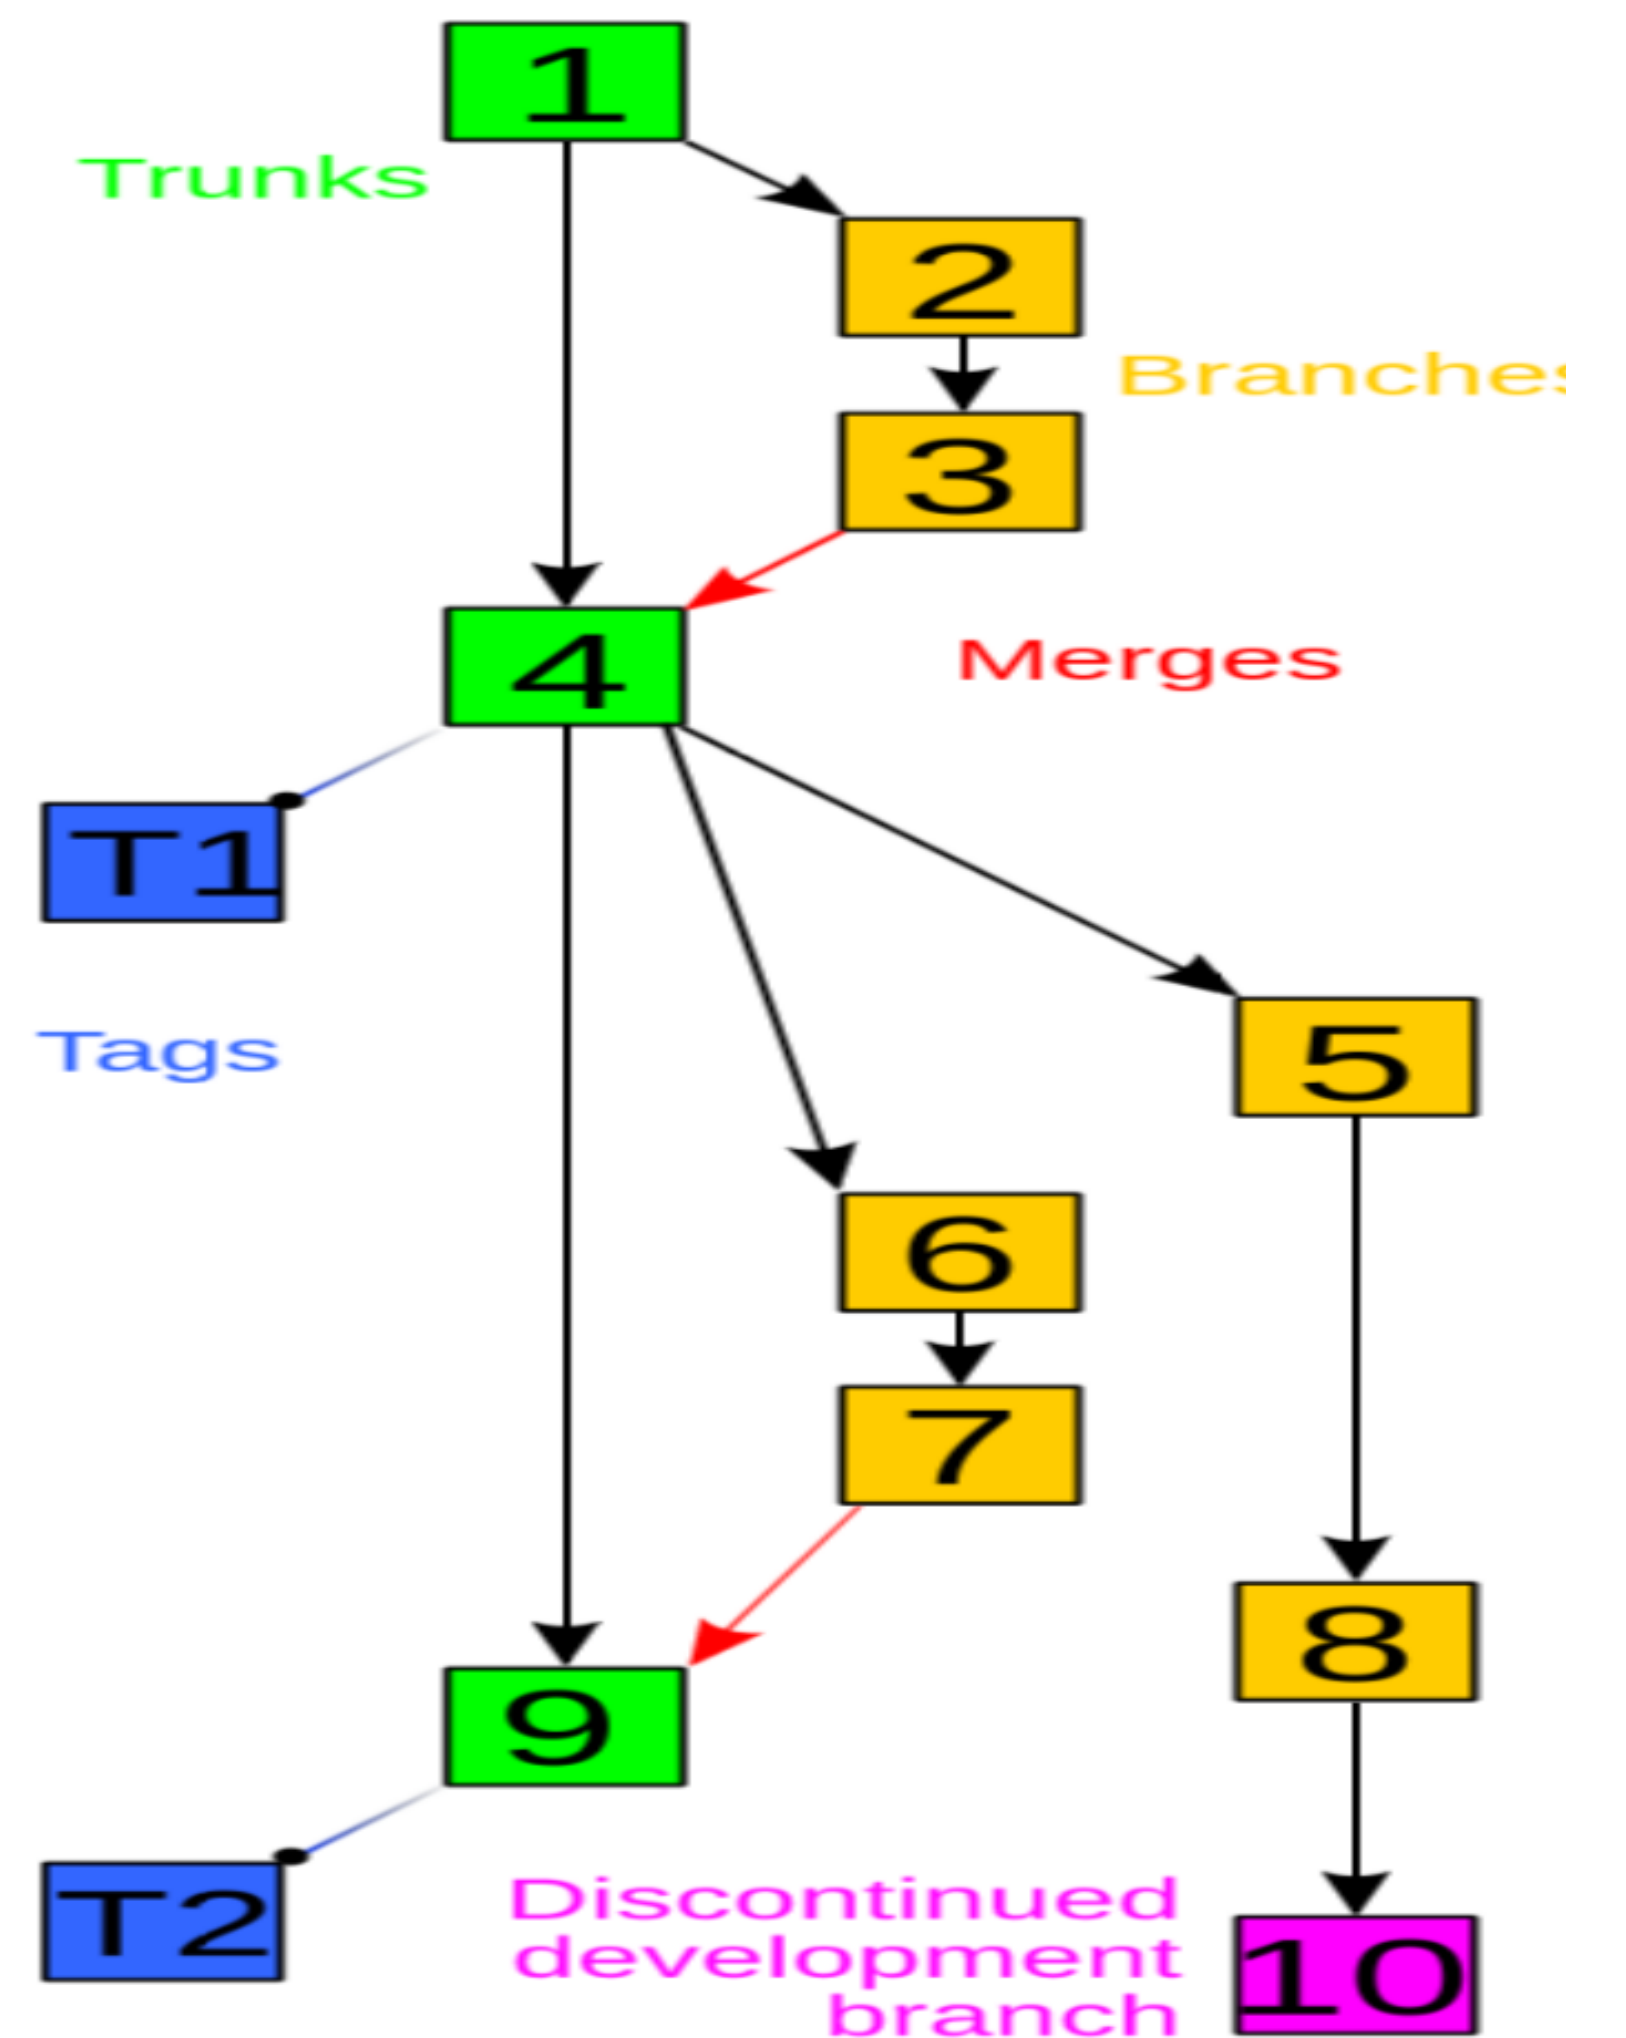 1
Trunks
2
Branches
3
4
Merges
T1
5
Tags
6
7
8
9
T2
Discontinued
development
branch
10